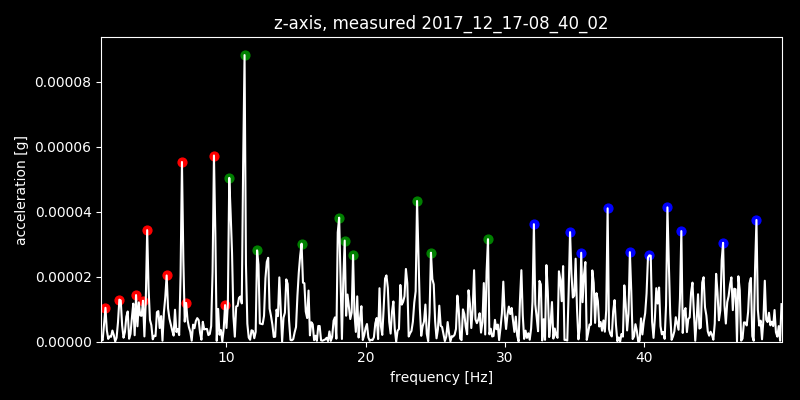 z-axis, measured 2017_12_17-08_40_02
0.00008
0.00006
0.00004
0.00002
0.00000
acceleration [g]
10 20 30 40
frequency [Hz]